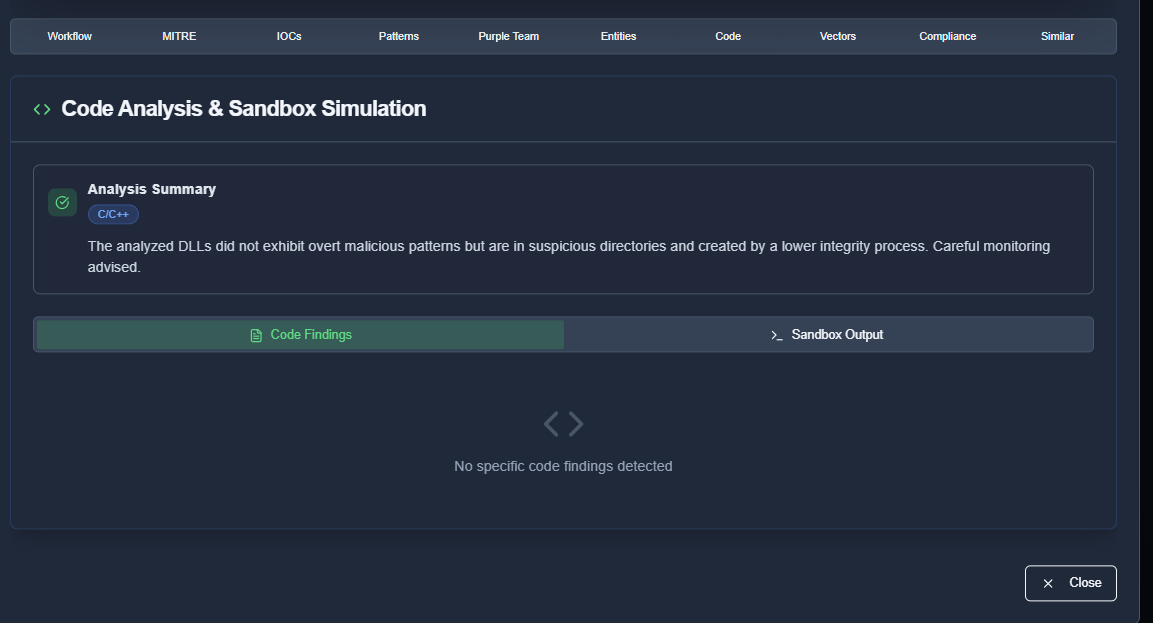 Workflow MITRE IOCs Patterns Purple Team Entities Code Vectors Compliance Similar
Code Analysis & Sandbox Simulation
Analysis Summary
C/C++
The analyzed DLLs did not exhibit overt malicious patterns but are in suspicious directories and created by a lower integrity process. Careful monitoring
advised.
Code Findings
Sandbox Output
No specific code findings detected
Close